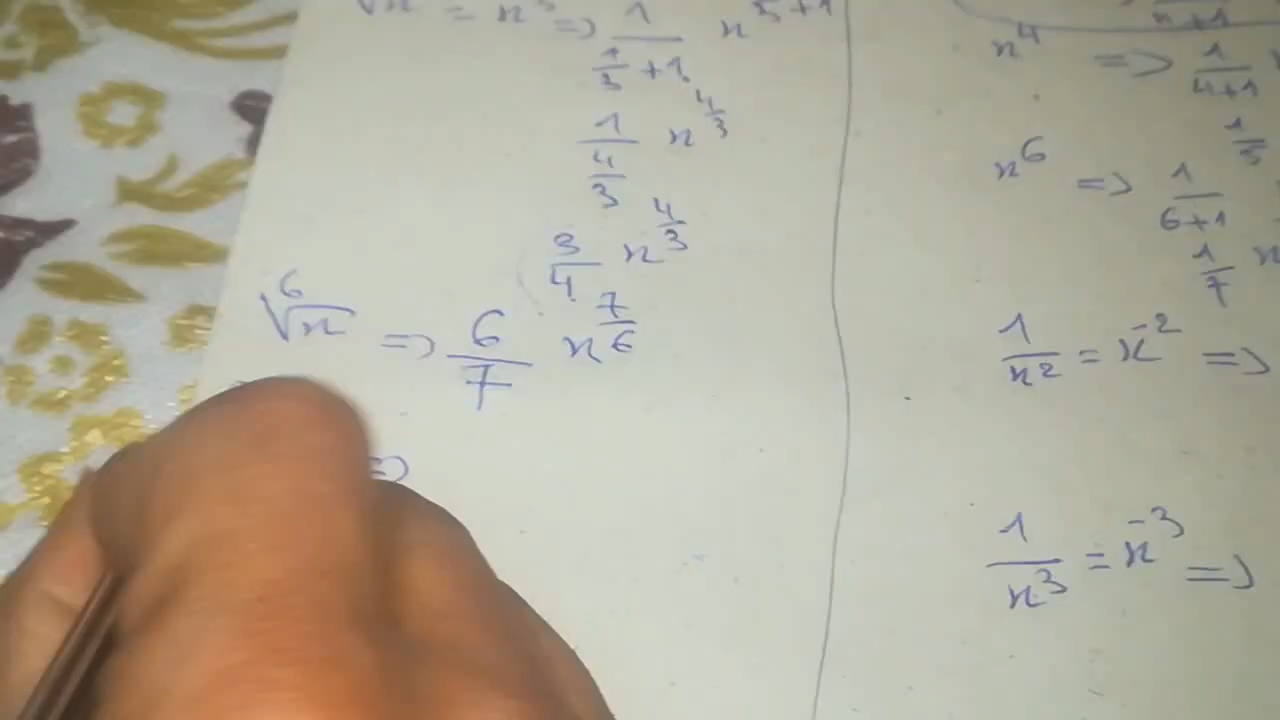 √x = x³ => 1/(1/3 + 1) x^(3+1)
1/(4/3) x^(4/3)
3/4 x^(4/3)
⁶√x => 6/7 x^(7/6)
=>
x+1
x⁴ => 1/(4+1)
1/5
x⁶ => 1/(6+1)
1/7 x
1/x² = x⁻² =>
1/x³ = x⁻³ =>